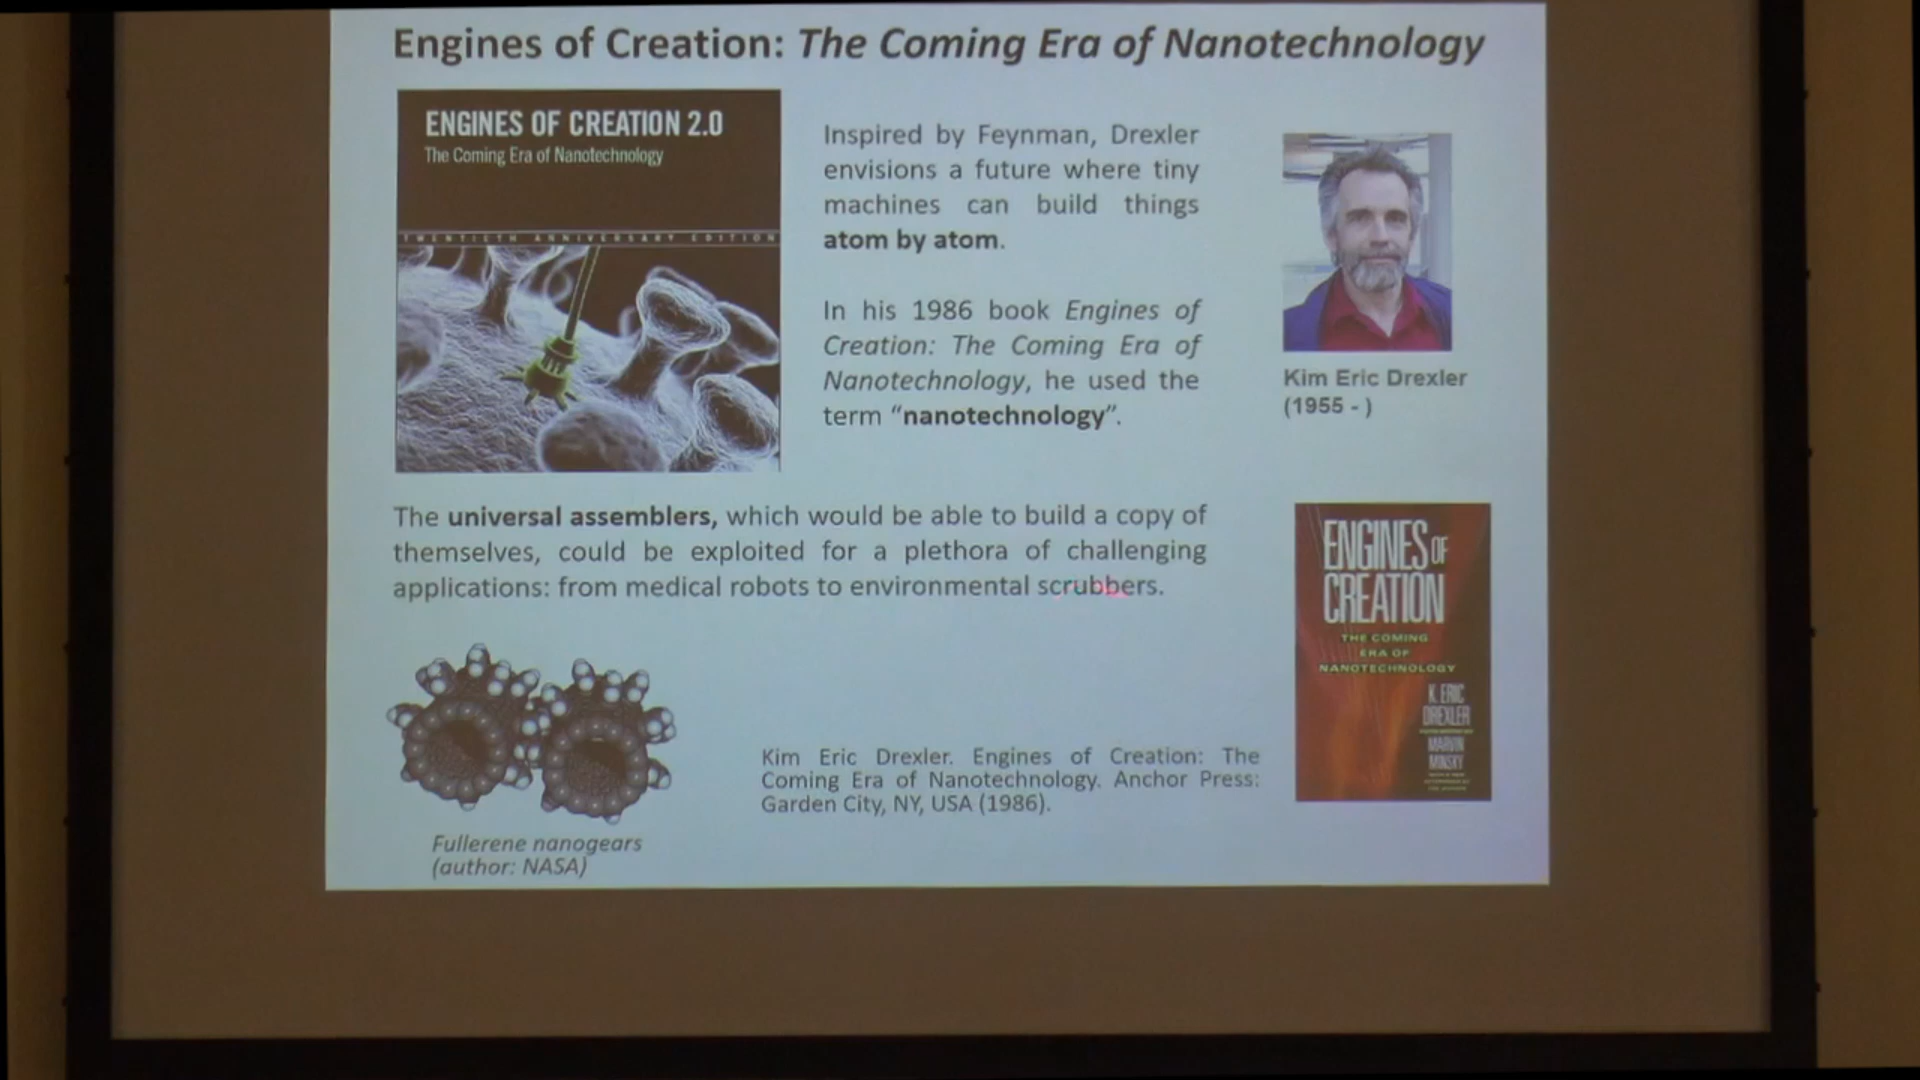 Engines of Creation: The Coming Era of Nanotechnology
ENGINES OF CREATION 2.0
The Coming Era of Nanotechnology
TWENTIETH ANNIVERSARY EDITION
Inspired by Feynman, Drexler
envisions a future where tiny
machines can build things
atom by atom.
In his 1986 book Engines of
Creation: The Coming Era of
Nanotechnology, he used the
term “nanotechnology”.
Kim Eric Drexler
(1955 - )
The universal assemblers, which would be able to build a copy of
themselves, could be exploited for a plethora of challenging
applications: from medical robots to environmental scrubbers.
ENGINES OF
CREATION
THE COMING
ERA OF
NANOTECHNOLOGY
K. ERIC
DREXLER
MARVIN
MINSKY
Kim Eric Drexler. Engines of Creation: The
Coming Era of Nanotechnology. Anchor Press:
Garden City, NY, USA (1986).
Fullerene nanogears
(author: NASA)